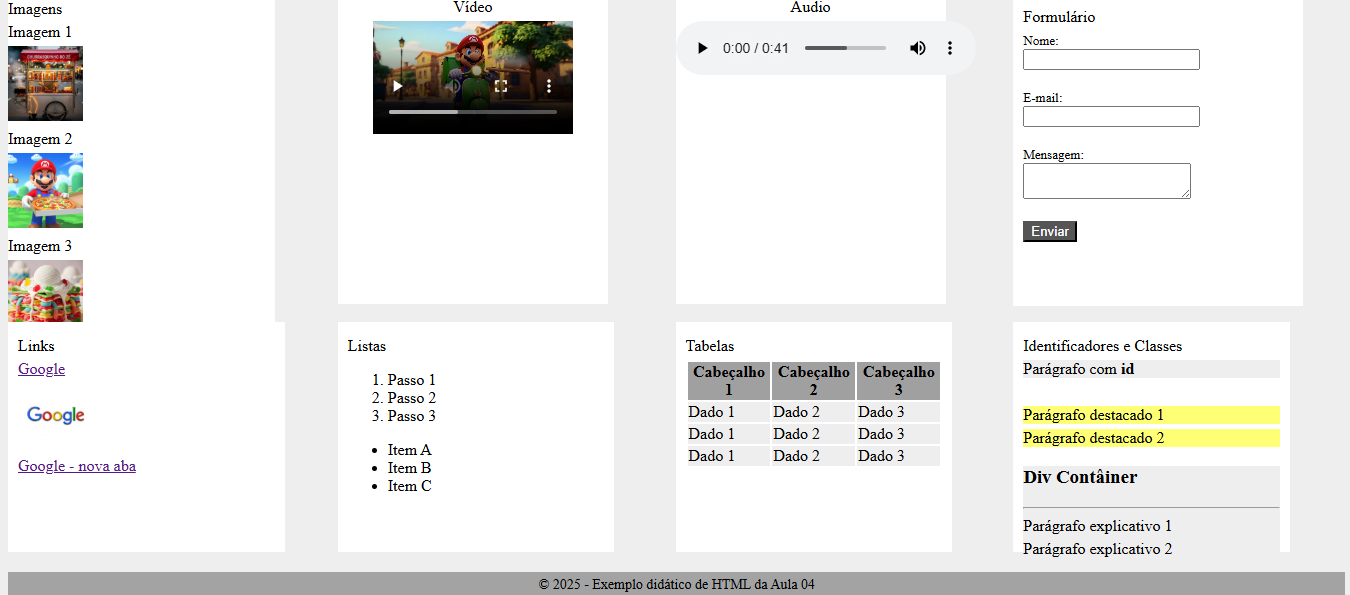 Imagens
Imagem 1
CHURRASQUINHO DO ZÉ
Imagem 2
Imagem 3
Vídeo
Audio
0:00 / 0:41
Formulário
Nome:
E-mail:
Mensagem:
Enviar
Links
Google
Google
Google - nova aba
Listas
1. Passo 1
2. Passo 2
3. Passo 3
• Item A
• Item B
• Item C
Tabelas
Cabeçalho 1 Cabeçalho 2 Cabeçalho 3
Dado 1 Dado 2 Dado 3
Dado 1 Dado 2 Dado 3
Dado 1 Dado 2 Dado 3
Identificadores e Classes
Parágrafo com id
Parágrafo destacado 1
Parágrafo destacado 2
Div Contâiner
Parágrafo explicativo 1
Parágrafo explicativo 2
© 2025 - Exemplo didático de HTML da Aula 04